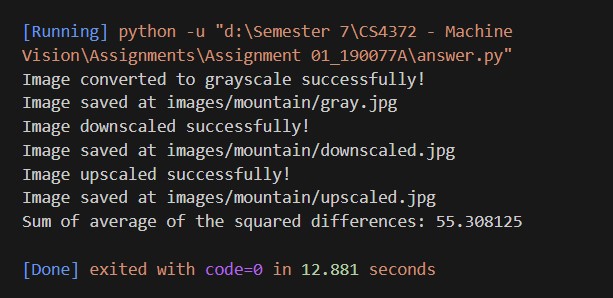 [Running] python -u "d:\Semester 7\CS4372 - Machine
Vision\Assignments\Assignment 01_190077A\answer.py"
Image converted to grayscale successfully!
Image saved at images/mountain/gray.jpg
Image downscaled successfully!
Image saved at images/mountain/downscaled.jpg
Image upscaled successfully!
Image saved at images/mountain/upscaled.jpg
Sum of average of the squared differences: 55.308125
[Done] exited with code=0 in 12.881 seconds